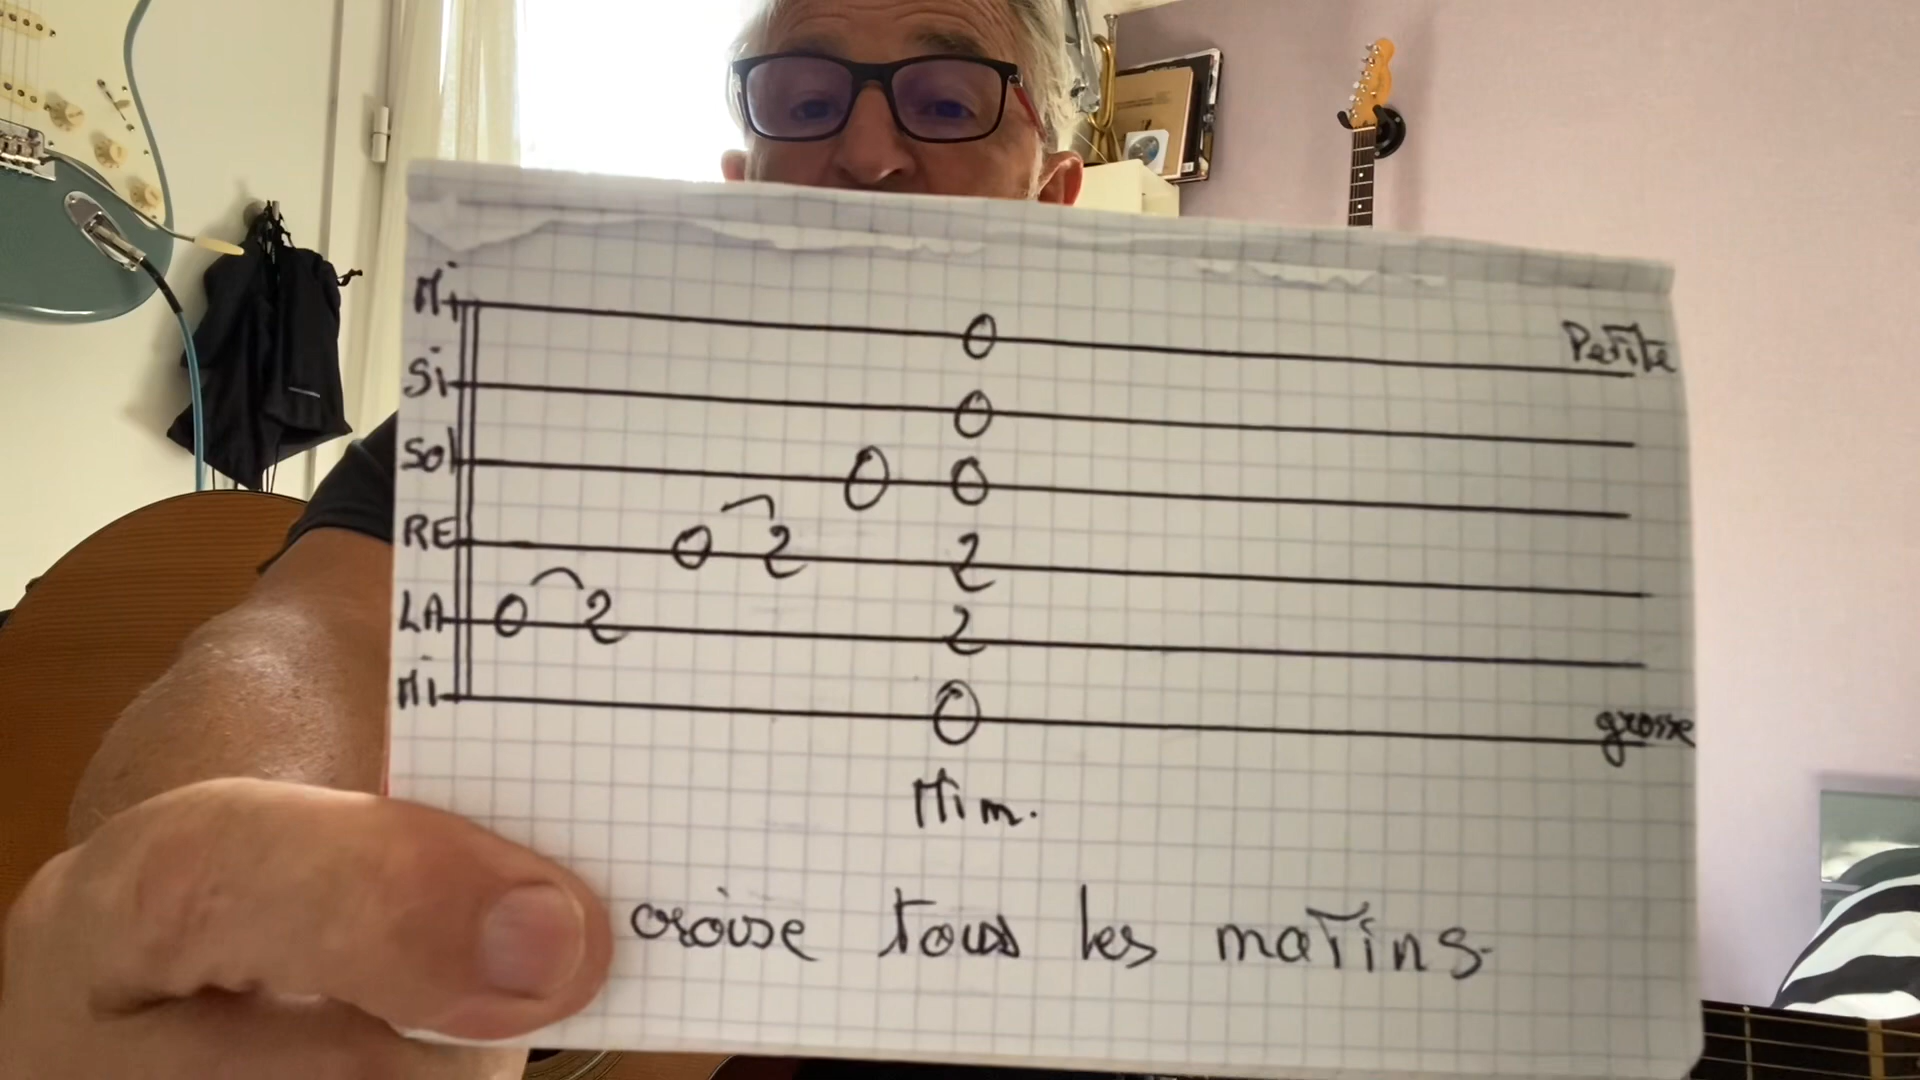 Mi 0 Petite
Si 0
Sol 0 0
RE 0 2 2
LA 0 2 2
Mi 0 grosse
Mi m.
croise tous les matins.